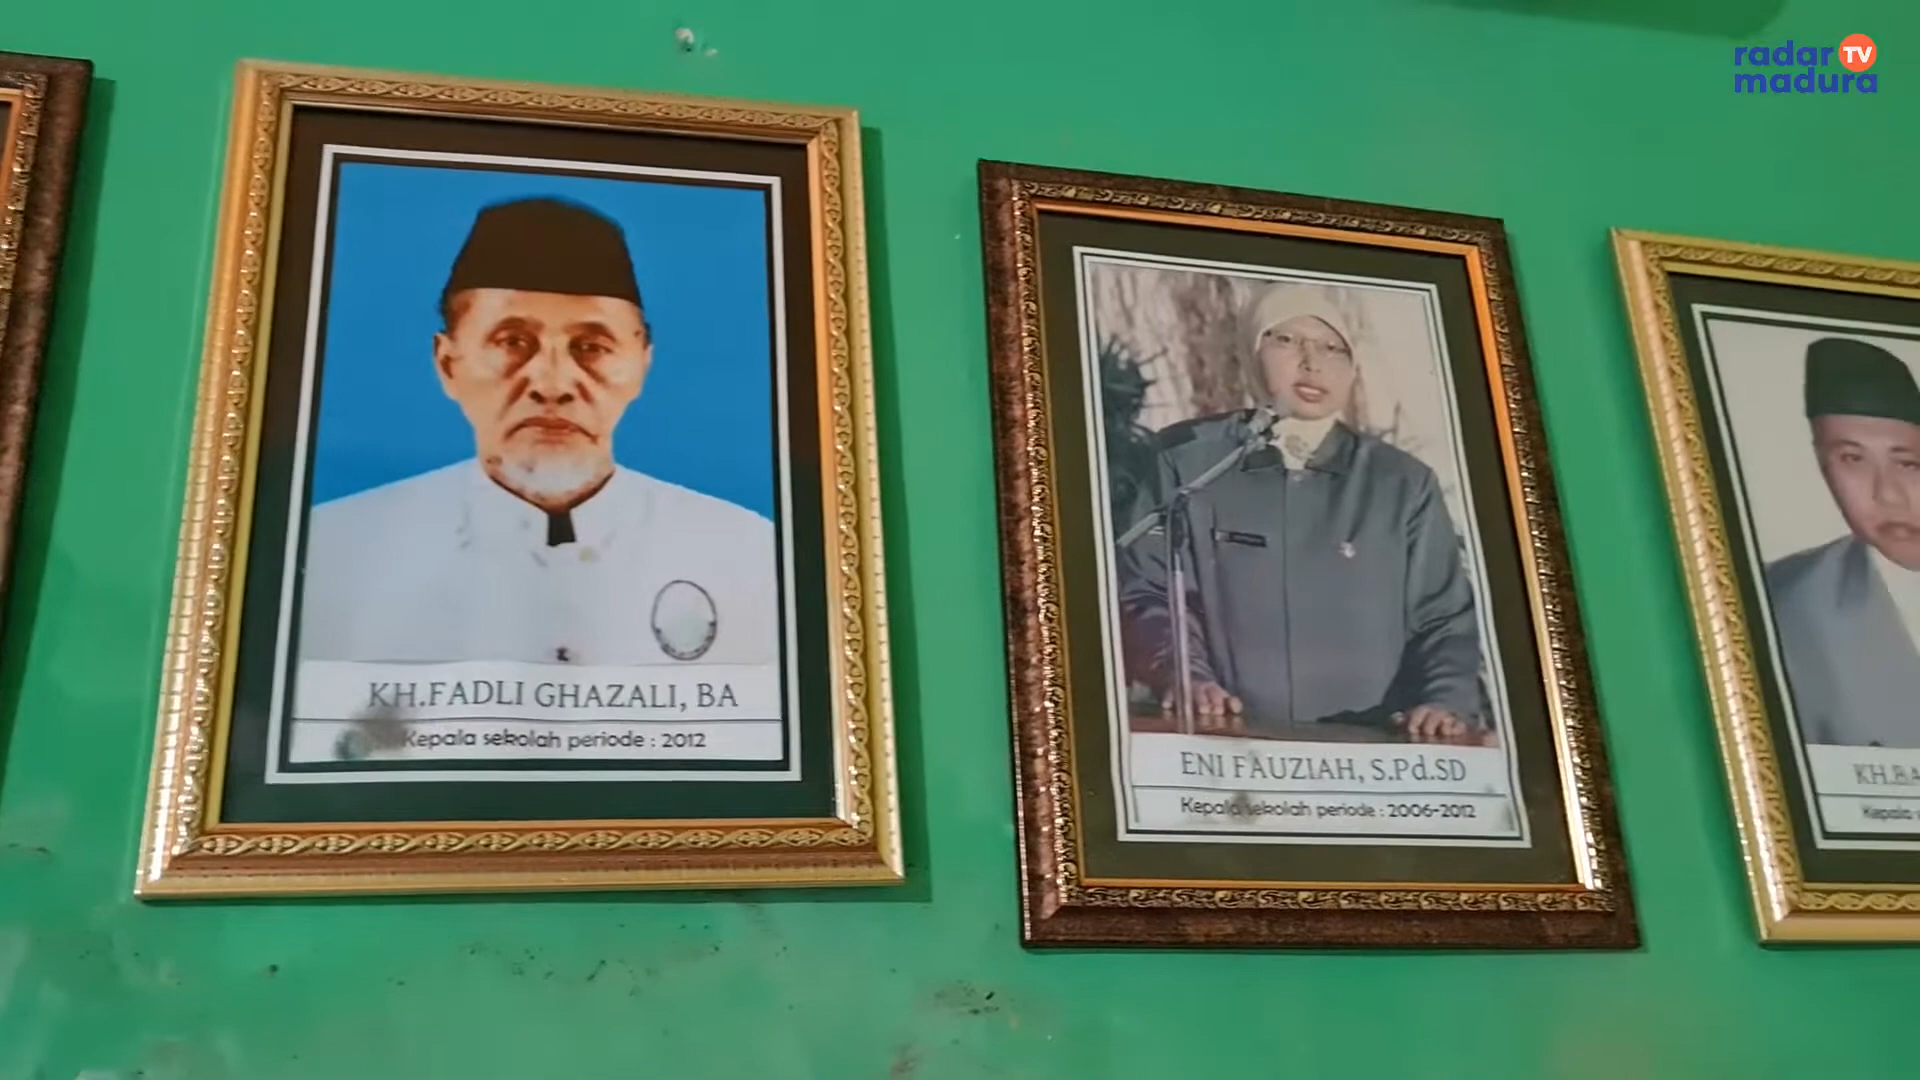 radar TV
madura
KH.FADLI GHAZALI, BA
Kepala sekolah periode : 2012
ENI FAUZIAH, S.Pd.SD
Kepala sekolah periode : 2006-2012
Kepala